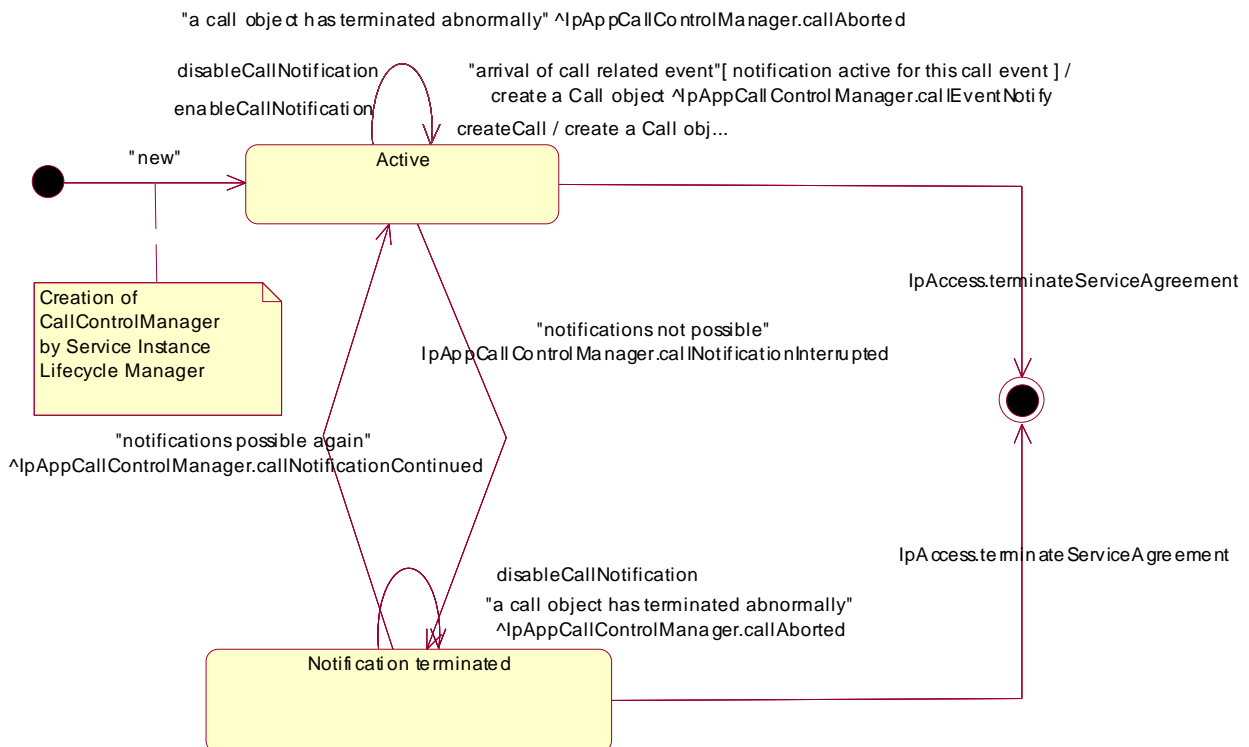 "a call object has terminated abnormally" ^IpAppCallControlManager.callAborted
disableCallNotification
enableCallNotification
"arrival of call related event"[ notification active for this call event ] /
create a Call object ^IpAppCallControlManager.callEventNotify
createCall / create a Call obj...
"new"
Active
IpAccess.terminateServiceAgreement
Creation of
CallControlManager
by Service Instance
Lifecycle Manager
"notifications not possible"
IpAppCallControlManager.callNotificationInterrupted
"notifications possible again"
^IpAppCallControlManager.callNotificationContinued
IpAccess.terminateServiceAgreement
disableCallNotification
"a call object has terminated abnormally"
^IpAppCallControlManager.callAborted
Notification terminated